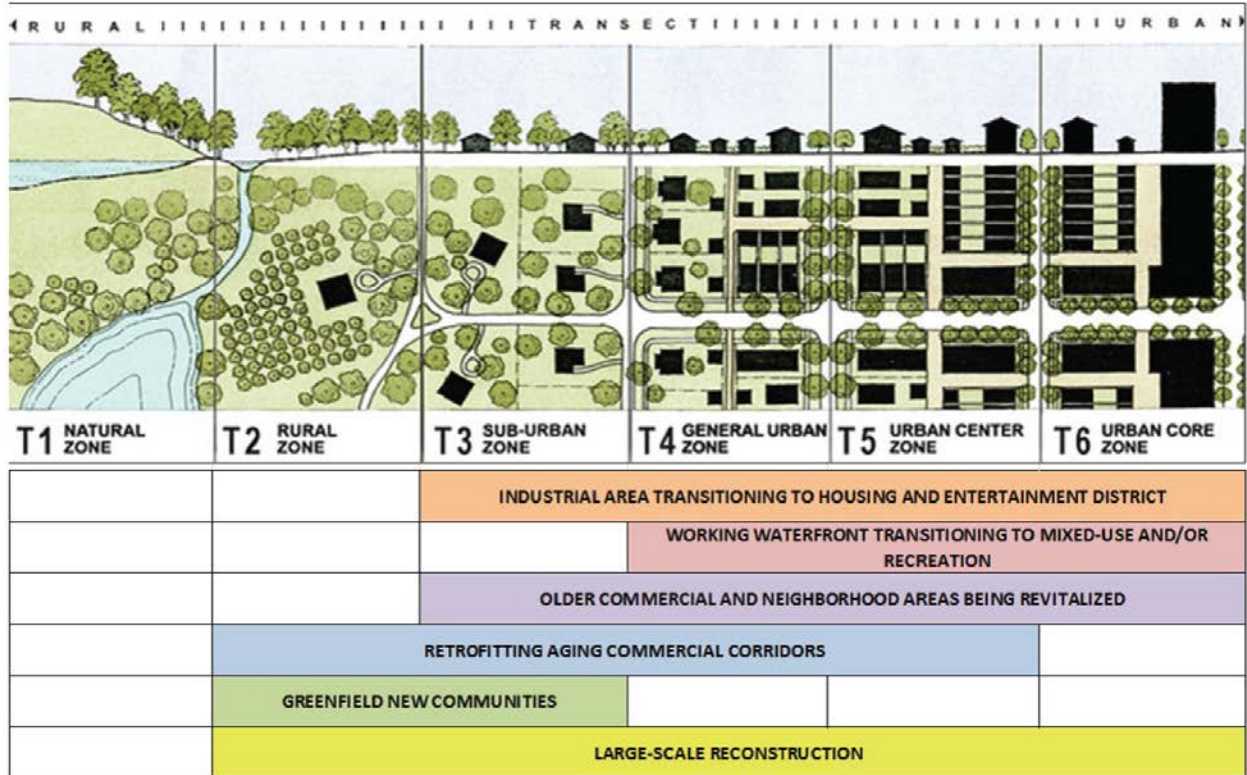 RURAL TRANSECT URBAN
T1 NATURAL ZONE
T2 RURAL ZONE
T3 SUB-URBAN ZONE
T4 GENERAL URBAN ZONE
T5 URBAN CENTER ZONE
T6 URBAN CORE ZONE
INDUSTRIAL AREA TRANSITIONING TO HOUSING AND ENTERTAINMENT DISTRICT
WORKING WATERFRONT TRANSITIONING TO MIXED-USE AND/OR
RECREATION
OLDER COMMERCIAL AND NEIGHBORHOOD AREAS BEING REVITALIZED
RETROFITTING AGING COMMERCIAL CORRIDORS
GREENFIELD NEW COMMUNITIES
LARGE-SCALE RECONSTRUCTION